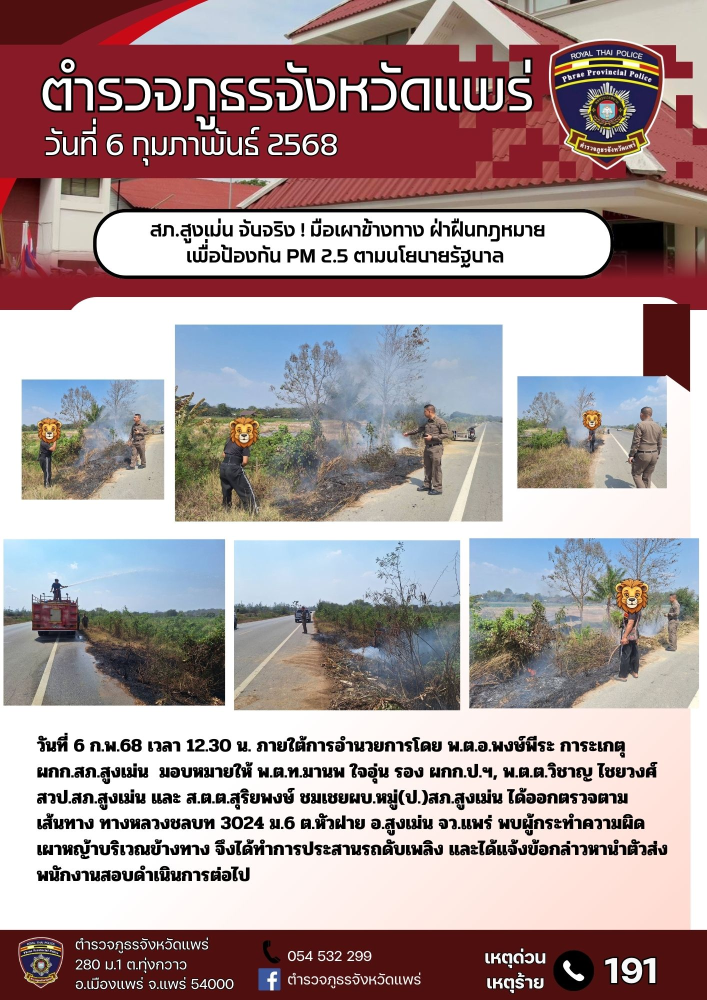 ตำรวจภูธรจังหวัดแพร่
วันที่ 6 กุมภาพันธ์ 2568
ROYAL THAI POLICE
Phrae Provincial Police
ตำรวจภูธรจังหวัดแพร่
สภ.สูงเม่น จับจริง ! มือเผาข้างทาง ฝ่าฝืนกฎหมาย
เพื่อป้องกัน PM 2.5 ตามนโยบายรัฐบาล
วันที่ 6 ก.พ.68 เวลา 12.30 น. ภายใต้การอำนวยการโดย พ.ต.อ.พงษ์พีระ การะเกตุ
ผกก.สภ.สูงเม่น มอบหมายให้ พ.ต.ท.มานพ ใจอุ่น รอง ผกก.ป.ฯ, พ.ต.ต.วิชาญ ไชยวงศ์
สวป.สภ.สูงเม่น และ ส.ต.ต.สุริยพงษ์ ชมเชยผบ.หมู่(ป.)สภ.สูงเม่น ได้ออกตรวจตาม
เส้นทาง ทางหลวงชลบท 3024 ม.6 ต.หัวฝาย อ.สูงเม่น จว.แพร่ พบผู้กระทำความผิด
เผาหญ้าบริเวณข้างทาง จึงได้ทำการประสานรถดับเพลิง และได้แจ้งข้อกล่าวหานำตัวส่ง
พนักงานสอบดำเนินการต่อไป
ROYAL THAI POLICE
Phrae Provincial Police
ตำรวจภูธรจังหวัดแพร่
ตำรวจภูธรจังหวัดแพร่
280 ม.1 ต.ทุ่งกวาว
อ.เมืองแพร่ จ.แพร่ 54000
054 532 299
ตำรวจภูธรจังหวัดแพร่
เหตุด่วน
เหตุร้าย
191